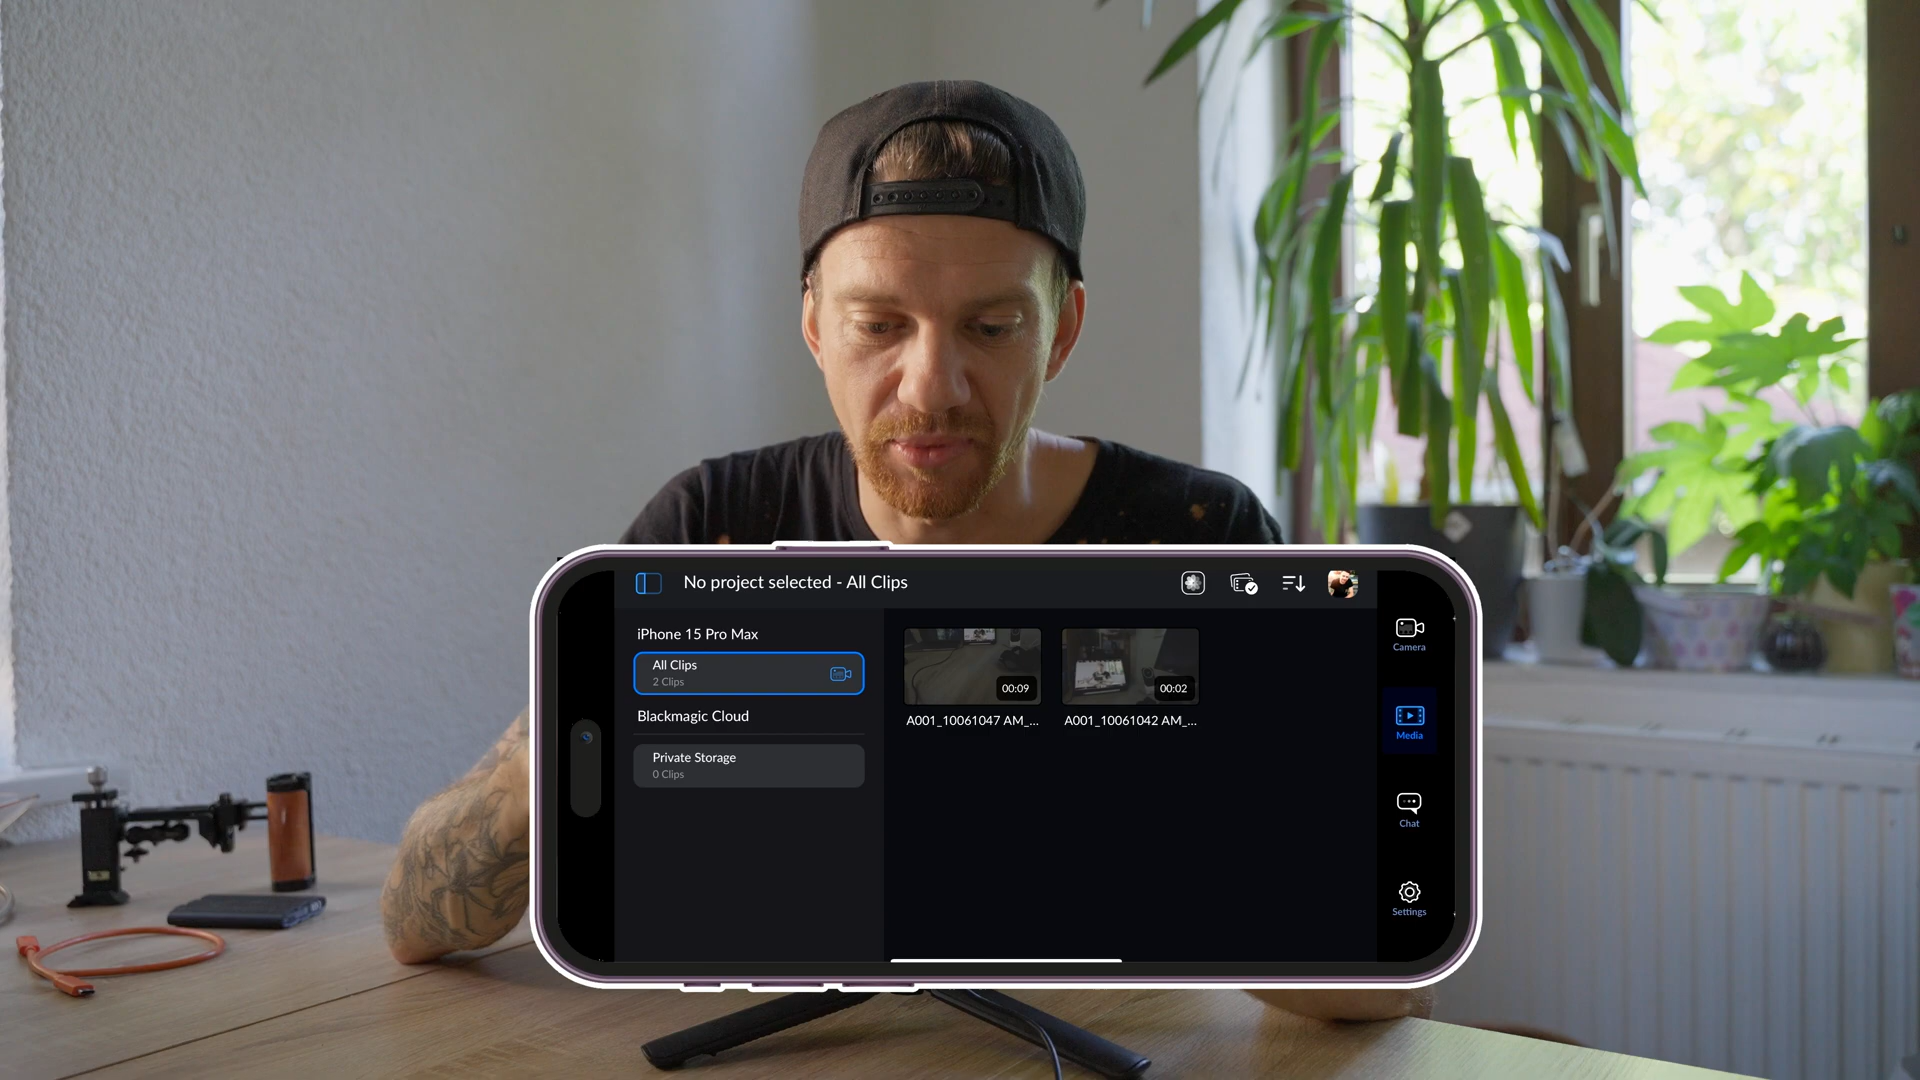 No project selected - All Clips
iPhone 15 Pro Max
All Clips
2 Clips
Blackmagic Cloud
Private Storage
0 Clips
00:09
00:02
A001_10061047 AM_...
A001_10061042 AM_...
Camera
Media
Chat
Settings